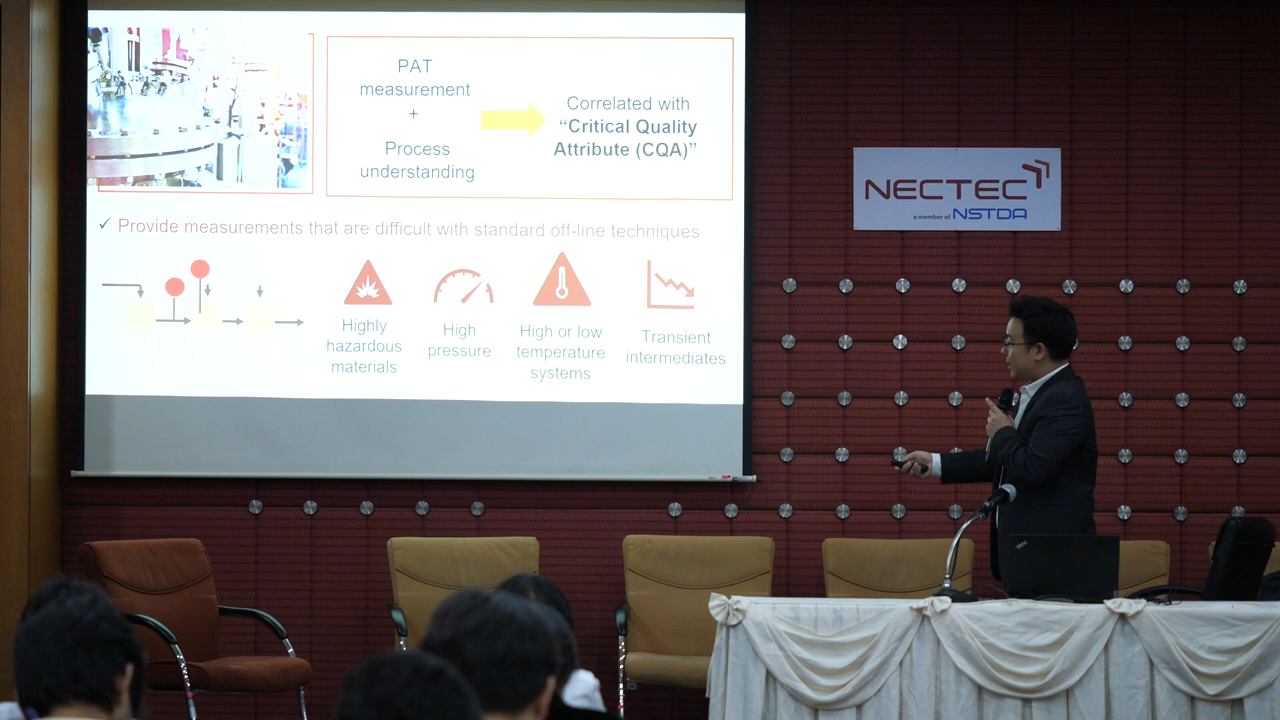 PAT
measurement
+
Process
understanding
Correlated with
“Critical Quality
Attribute (CQA)”
✓ Provide measurements that are difficult with standard off-line techniques
Highly
hazardous
materials
High
pressure
High or low
temperature
systems
Transient
intermediates
NECTEC
a member of NSTDA